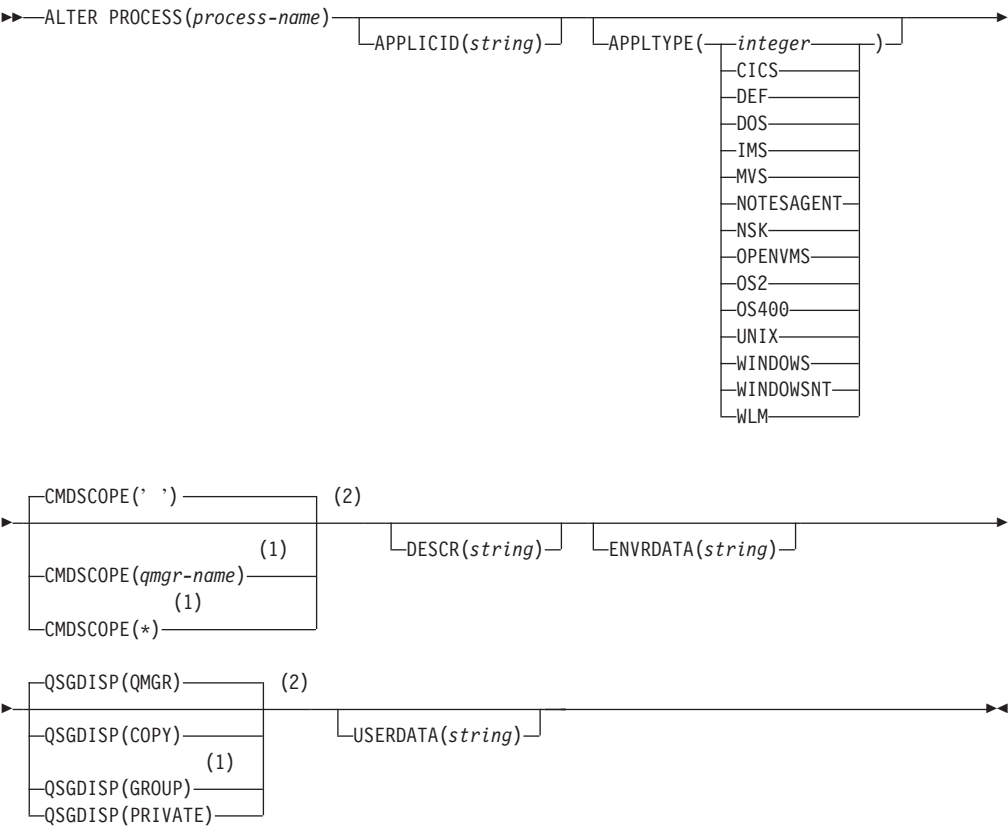 ALTER PROCESS(process-name)
APPLICID(string)
APPLTYPE( integer )
CICS
DEF
DOS
IMS
MVS
NOTESAGENT
NSK
OPENVMS
OS2
OS400
UNIX
WINDOWS
WINDOWSNT
WLM
CMDSCOPE(’ ’)
(2)
(1)
CMDSCOPE(qmgr-name)
(1)
CMDSCOPE(*)
DESCR(string)
ENVRDATA(string)
QSGDISP(QMGR)
(2)
QSGDISP(COPY)
(1)
QSGDISP(GROUP)
QSGDISP(PRIVATE)
USERDATA(string)